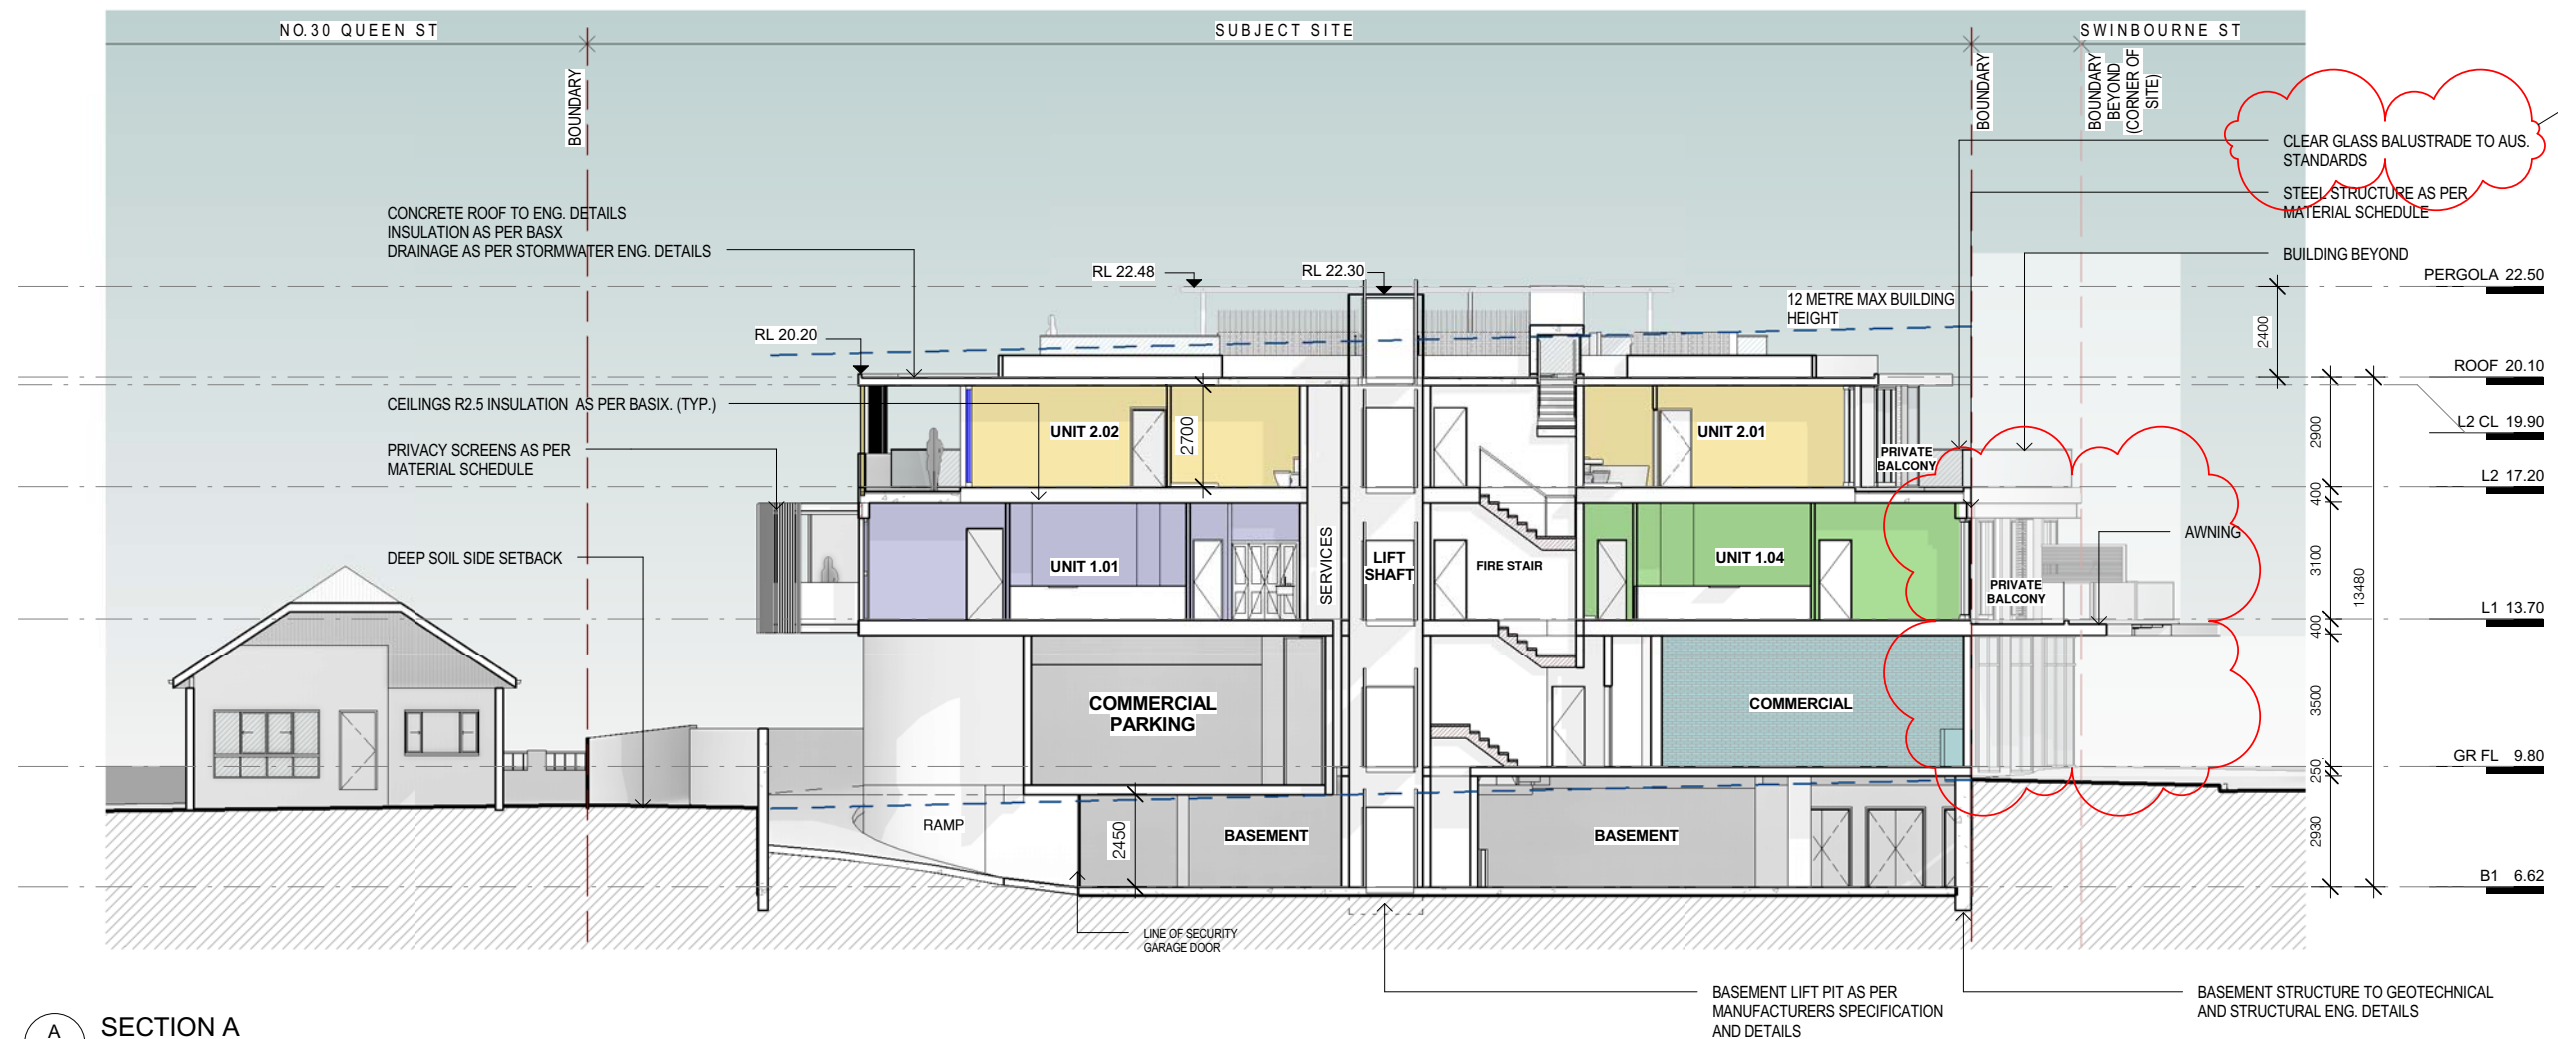 NO.30 QUEEN ST
SUBJECT SITE
SWINBOURNE ST
BOUNDARY
BOUNDARY
BOUNDARY
BEYOND
(CORNER OF
SITE)
CLEAR GLASS BALUSTRADE TO AUS.
STANDARDS
STEEL STRUCTURE AS PER
MATERIAL SCHEDULE
BUILDING BEYOND
CONCRETE ROOF TO ENG. DETAILS
INSULATION AS PER BASX
DRAINAGE AS PER STORMWATER ENG. DETAILS
RL 22.48
RL 22.30
12 METRE MAX BUILDING
HEIGHT
PERGOLA 22.50
2400
RL 20.20
ROOF 20.10
CEILINGS R2.5 INSULATION AS PER BASIX. (TYP.)
L2 CL 19.90
UNIT 2.02
2700
UNIT 2.01
2900
PRIVACY SCREENS AS PER
MATERIAL SCHEDULE
PRIVATE
BALCONY
L2 17.20
400
SERVICES
LIFT
SHAFT
FIRE STAIR
AWNING
DEEP SOIL SIDE SETBACK
UNIT 1.01
UNIT 1.04
3100
13480
PRIVATE
BALCONY
L1 13.70
400
COMMERCIAL
PARKING
COMMERCIAL
3500
GR FL 9.80
250
RAMP
2450
BASEMENT
BASEMENT
2930
B1 6.62
LINE OF SECURITY
GARAGE DOOR
BASEMENT LIFT PIT AS PER
MANUFACTURERS SPECIFICATION
AND DETAILS
BASEMENT STRUCTURE TO GEOTECHNICAL
AND STRUCTURAL ENG. DETAILS
A
SECTION A